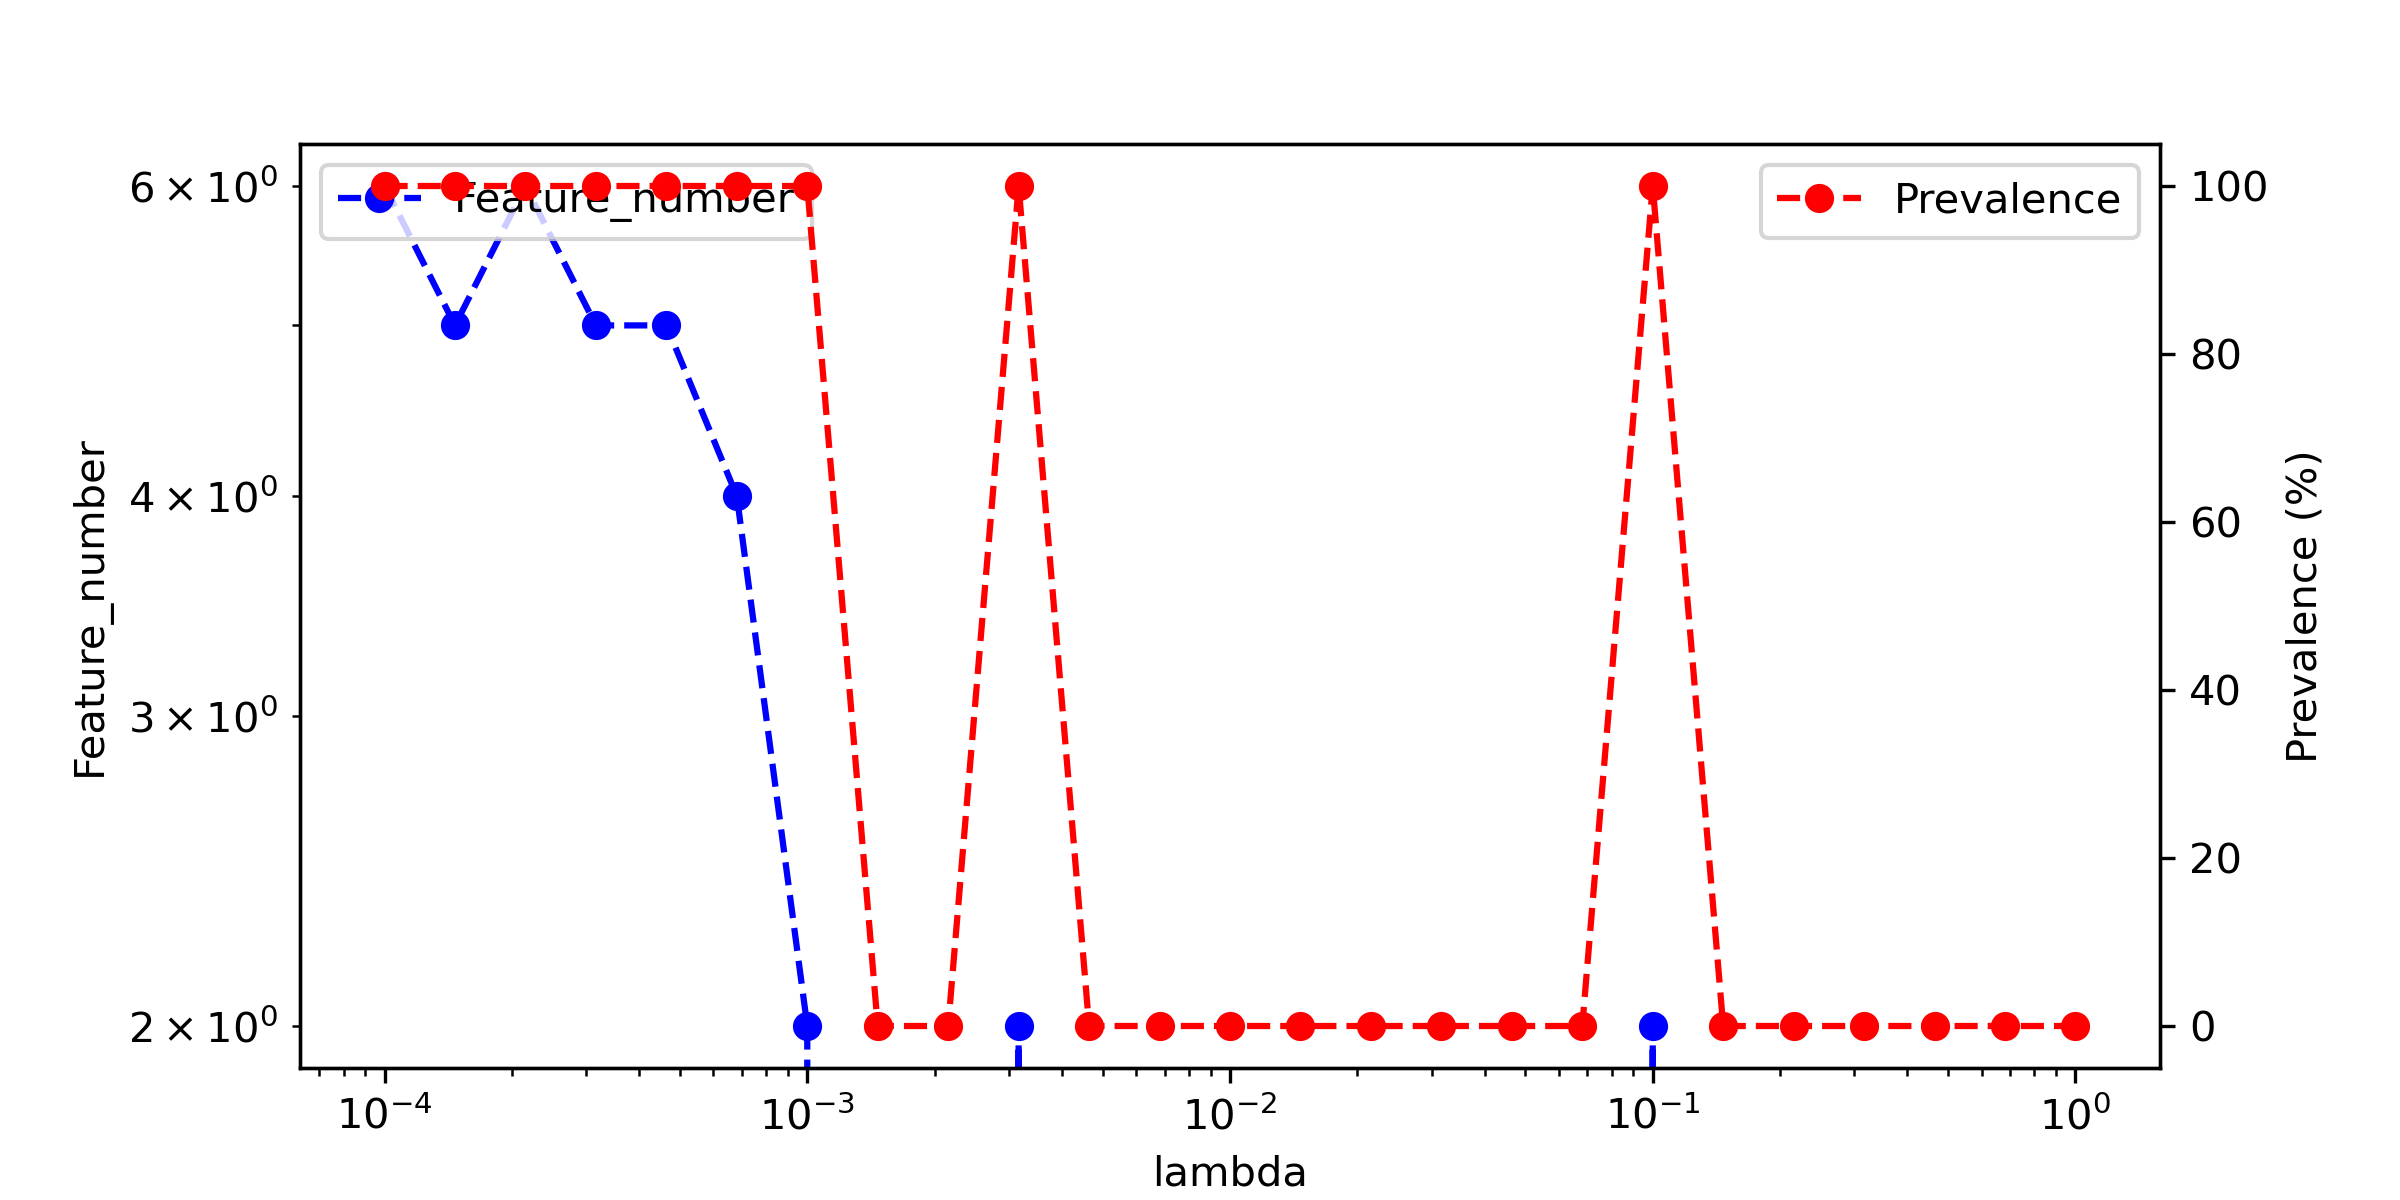 Feature_number
Prevalence
6 × 10⁰
4 × 10⁰
3 × 10⁰
2 × 10⁰
Feature_number
100
80
60
40
20
0
Prevalence (%)
10⁻⁴
10⁻³
10⁻²
10⁻¹
10⁰
lambda